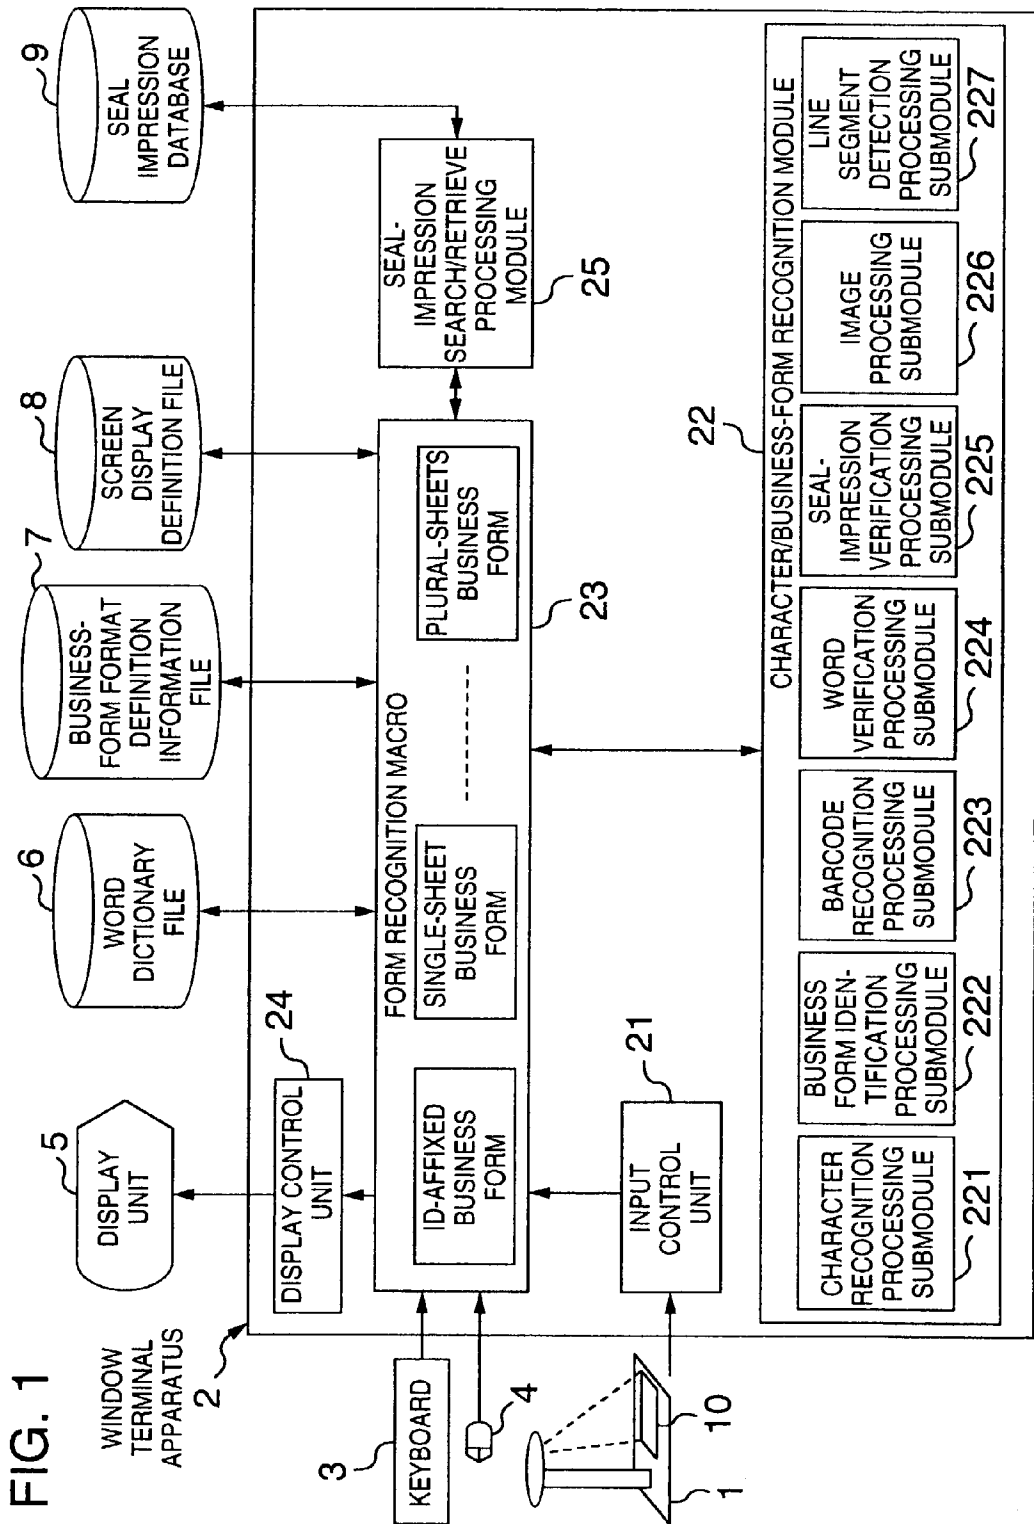 FIG. 1
WINDOW
TERMINAL
APPARATUS
2
5
DISPLAY
UNIT
6
WORD
DICTIONARY
FILE
7
BUSINESS-
FORM FORMAT
DEFINITION
INFORMATION
FILE
8
SCREEN
DISPLAY
DEFINITION FILE
9
SEAL
IMPRESSION
DATABASE
24
DISPLAY CONTROL
UNIT
3
KEYBOARD
4
FORM RECOGNITION MACRO
ID-AFFIXED
BUSINESS
FORM
SINGLE-SHEET
BUSINESS
FORM
PLURAL-SHEETS
BUSINESS
FORM
23
SEAL-
IMPRESSION
SEARCH/RETRIEVE
PROCESSING
MODULE
25
10
1
21
INPUT
CONTROL
UNIT
22
CHARACTER/BUSINESS-FORM RECOGNITION MODULE
CHARACTER
RECOGNITION
PROCESSING
SUBMODULE
221
BUSINESS
FORM IDEN-
TIFICATION
PROCESSING
SUBMODULE
222
BARCODE
RECOGNITION
PROCESSING
SUBMODULE
223
WORD
VERIFICATION
PROCESSING
SUBMODULE
224
SEAL-
IMPRESSION
VERIFICATION
PROCESSING
SUBMODULE
225
IMAGE
PROCESSING
SUBMODULE
226
LINE
SEGMENT
DETECTION
PROCESSING
SUBMODULE
227